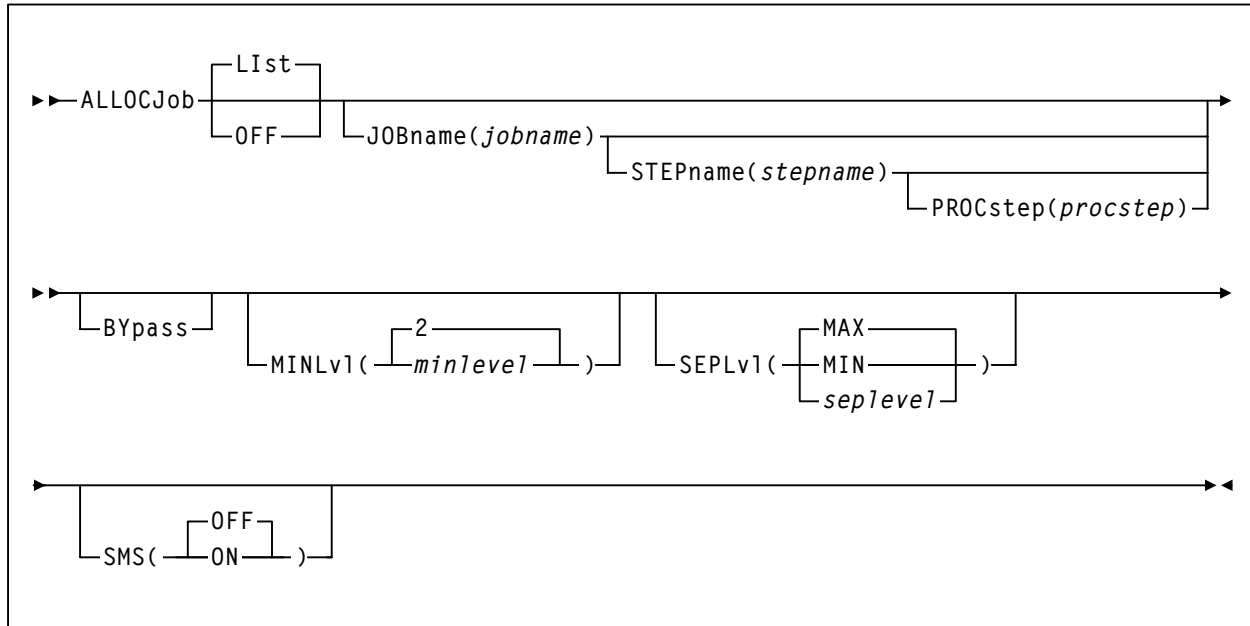 LIst
ALLOCJob
OFF
JOBname(jobname)
STEPname(stepname)
PROCstep(procstep)
BYpass
2
MINLvl( minlevel )
MAX
SEPLvl( MIN )
seplevel
OFF
SMS( ON )